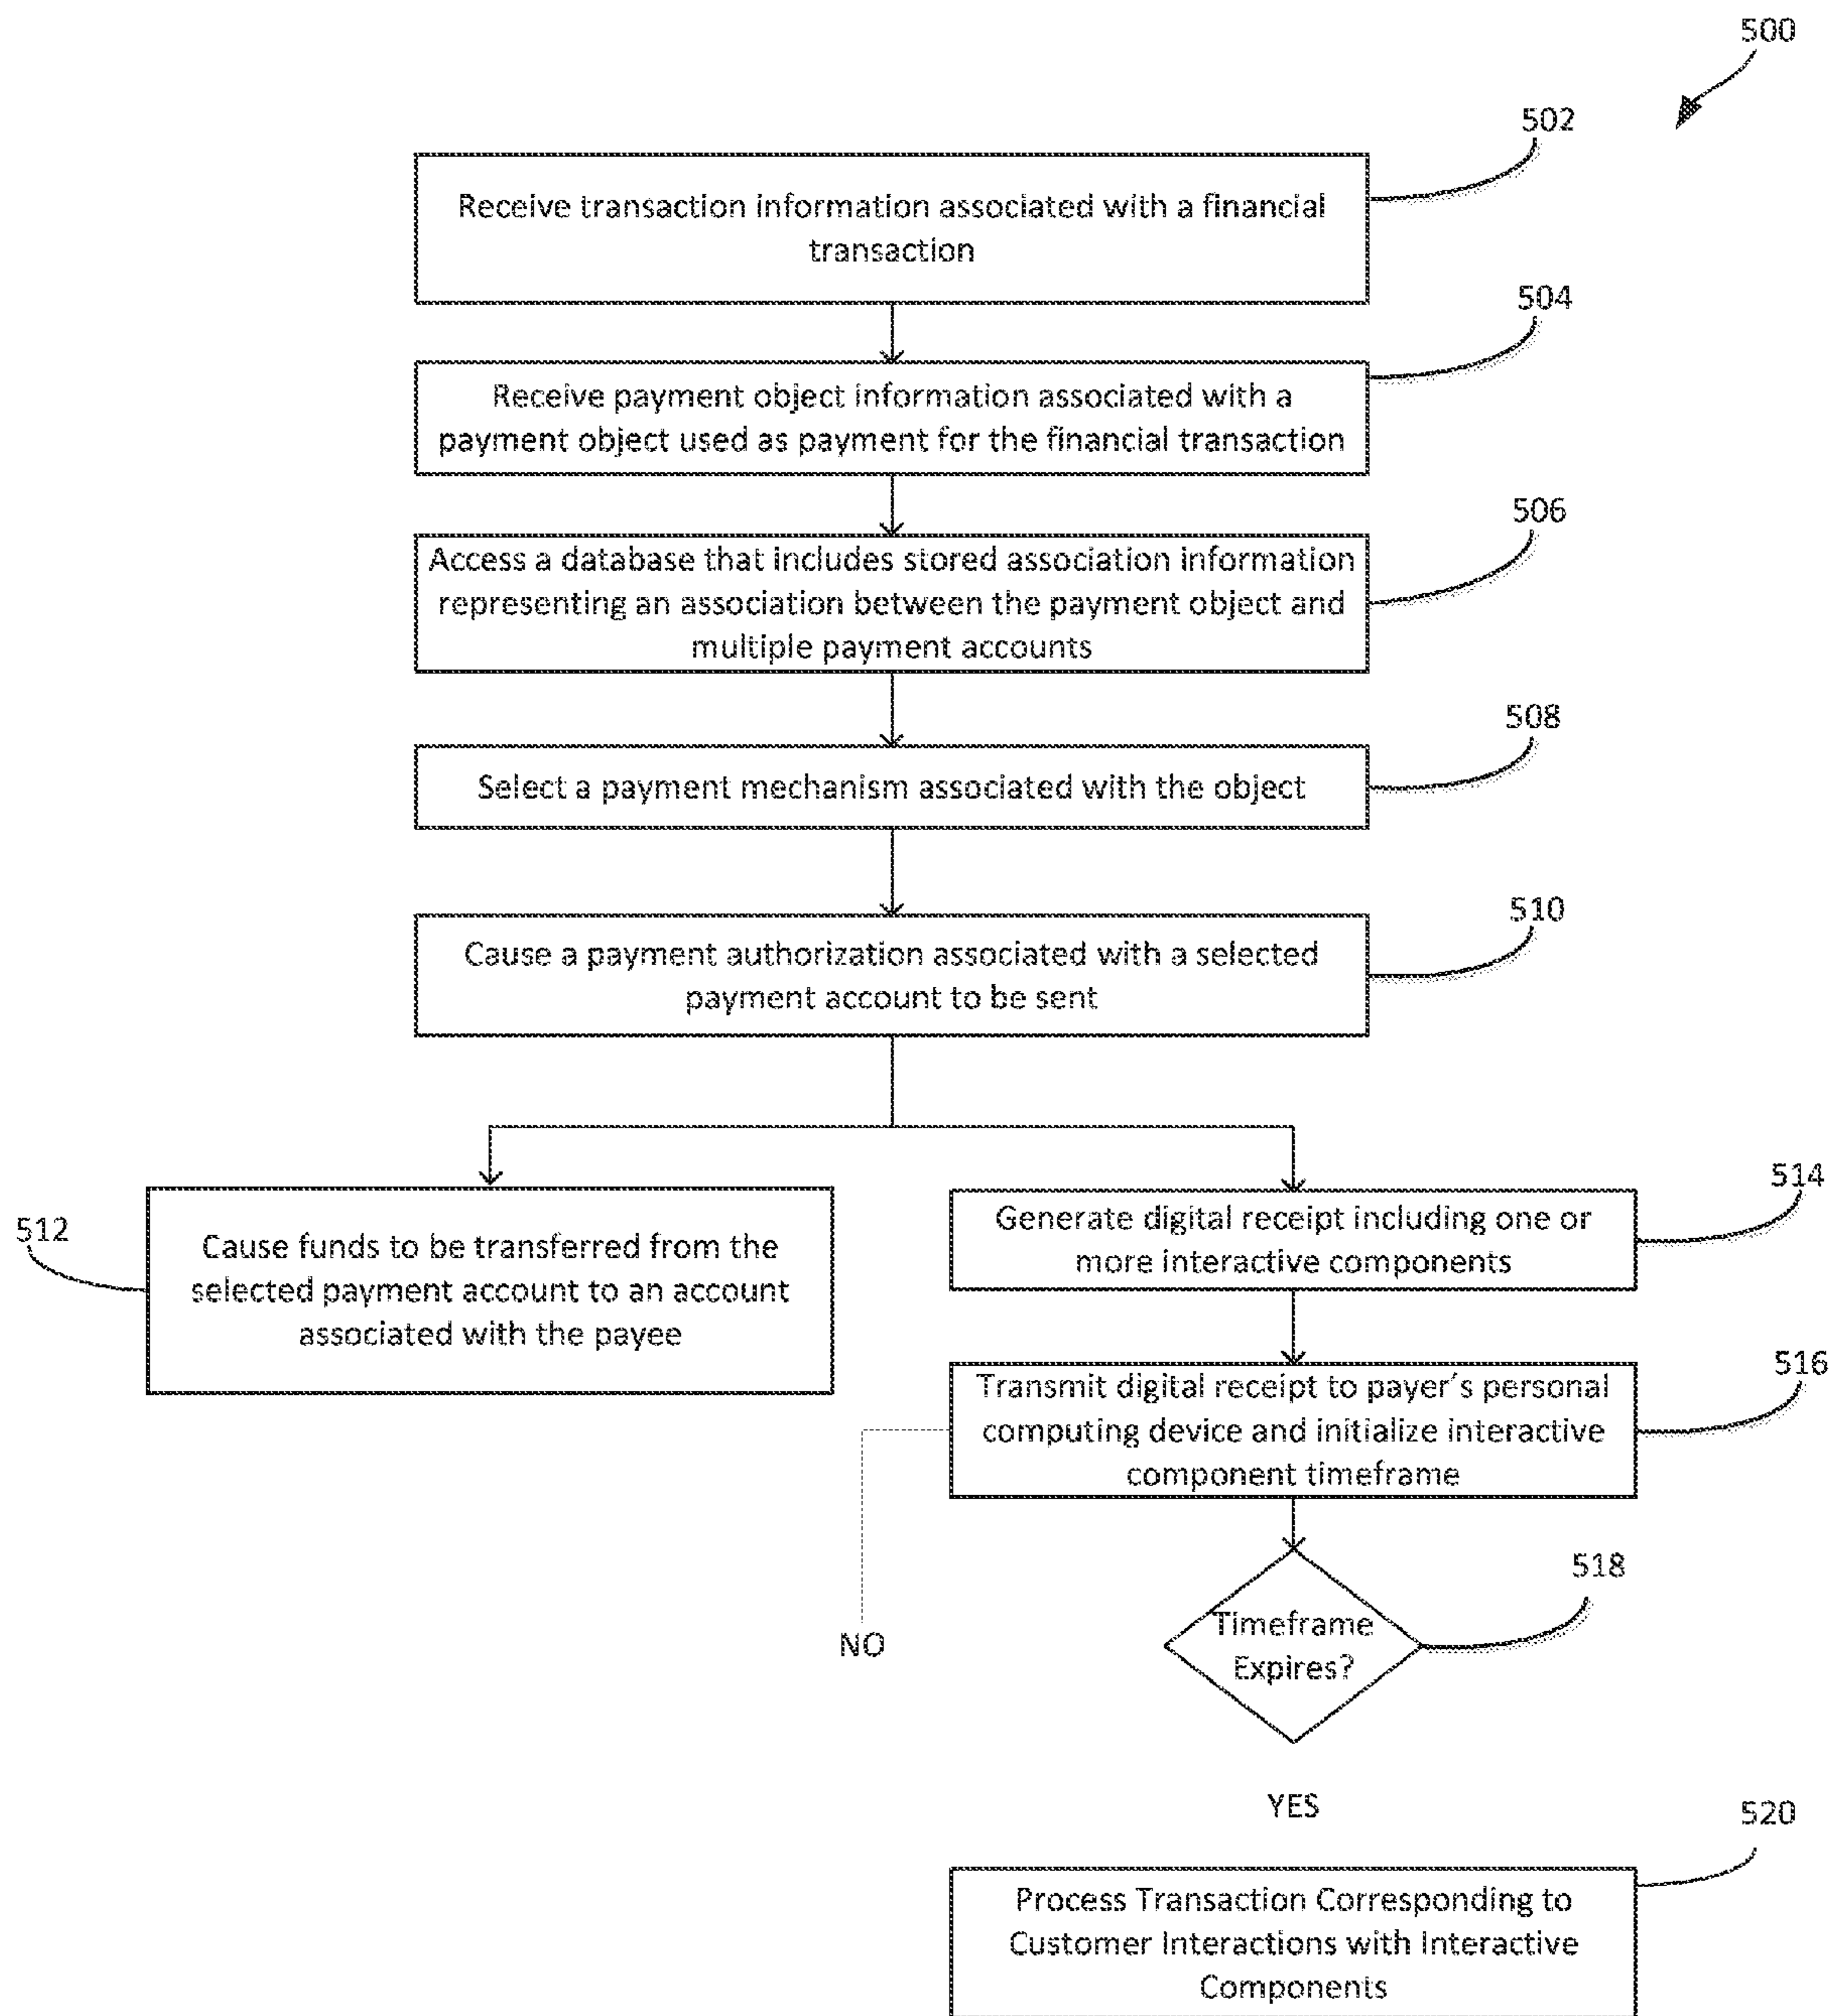 500
502
Receive transaction information associated with a financial
transaction
504
Receive payment object information associated with a
payment object used as payment for the financial transaction
506
Access a database that includes stored association information
representing an association between the payment object and
multiple payment accounts
508
Select a payment mechanism associated with the object
510
Cause a payment authorization associated with a selected
payment account to be sent
512
Cause funds to be transferred from the
selected payment account to an account
associated with the payee
514
Generate digital receipt including one or
more interactive components
516
Transmit digital receipt to payer's personal
computing device and initialize interactive
component timeframe
518
Timeframe
Expires?
NO
YES
520
Process Transaction Corresponding to
Customer Interactions with Interactive
Components